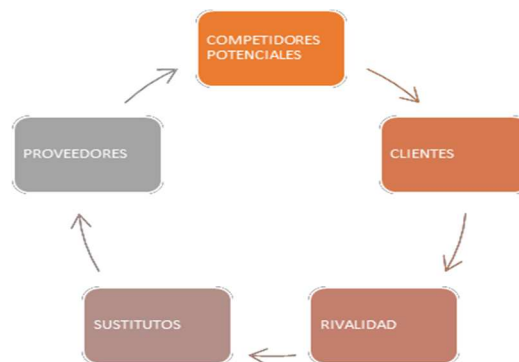 COMPETIDORES
POTENCIALES
CLIENTES
RIVALIDAD
SUSTITUTOS
PROVEEDORES